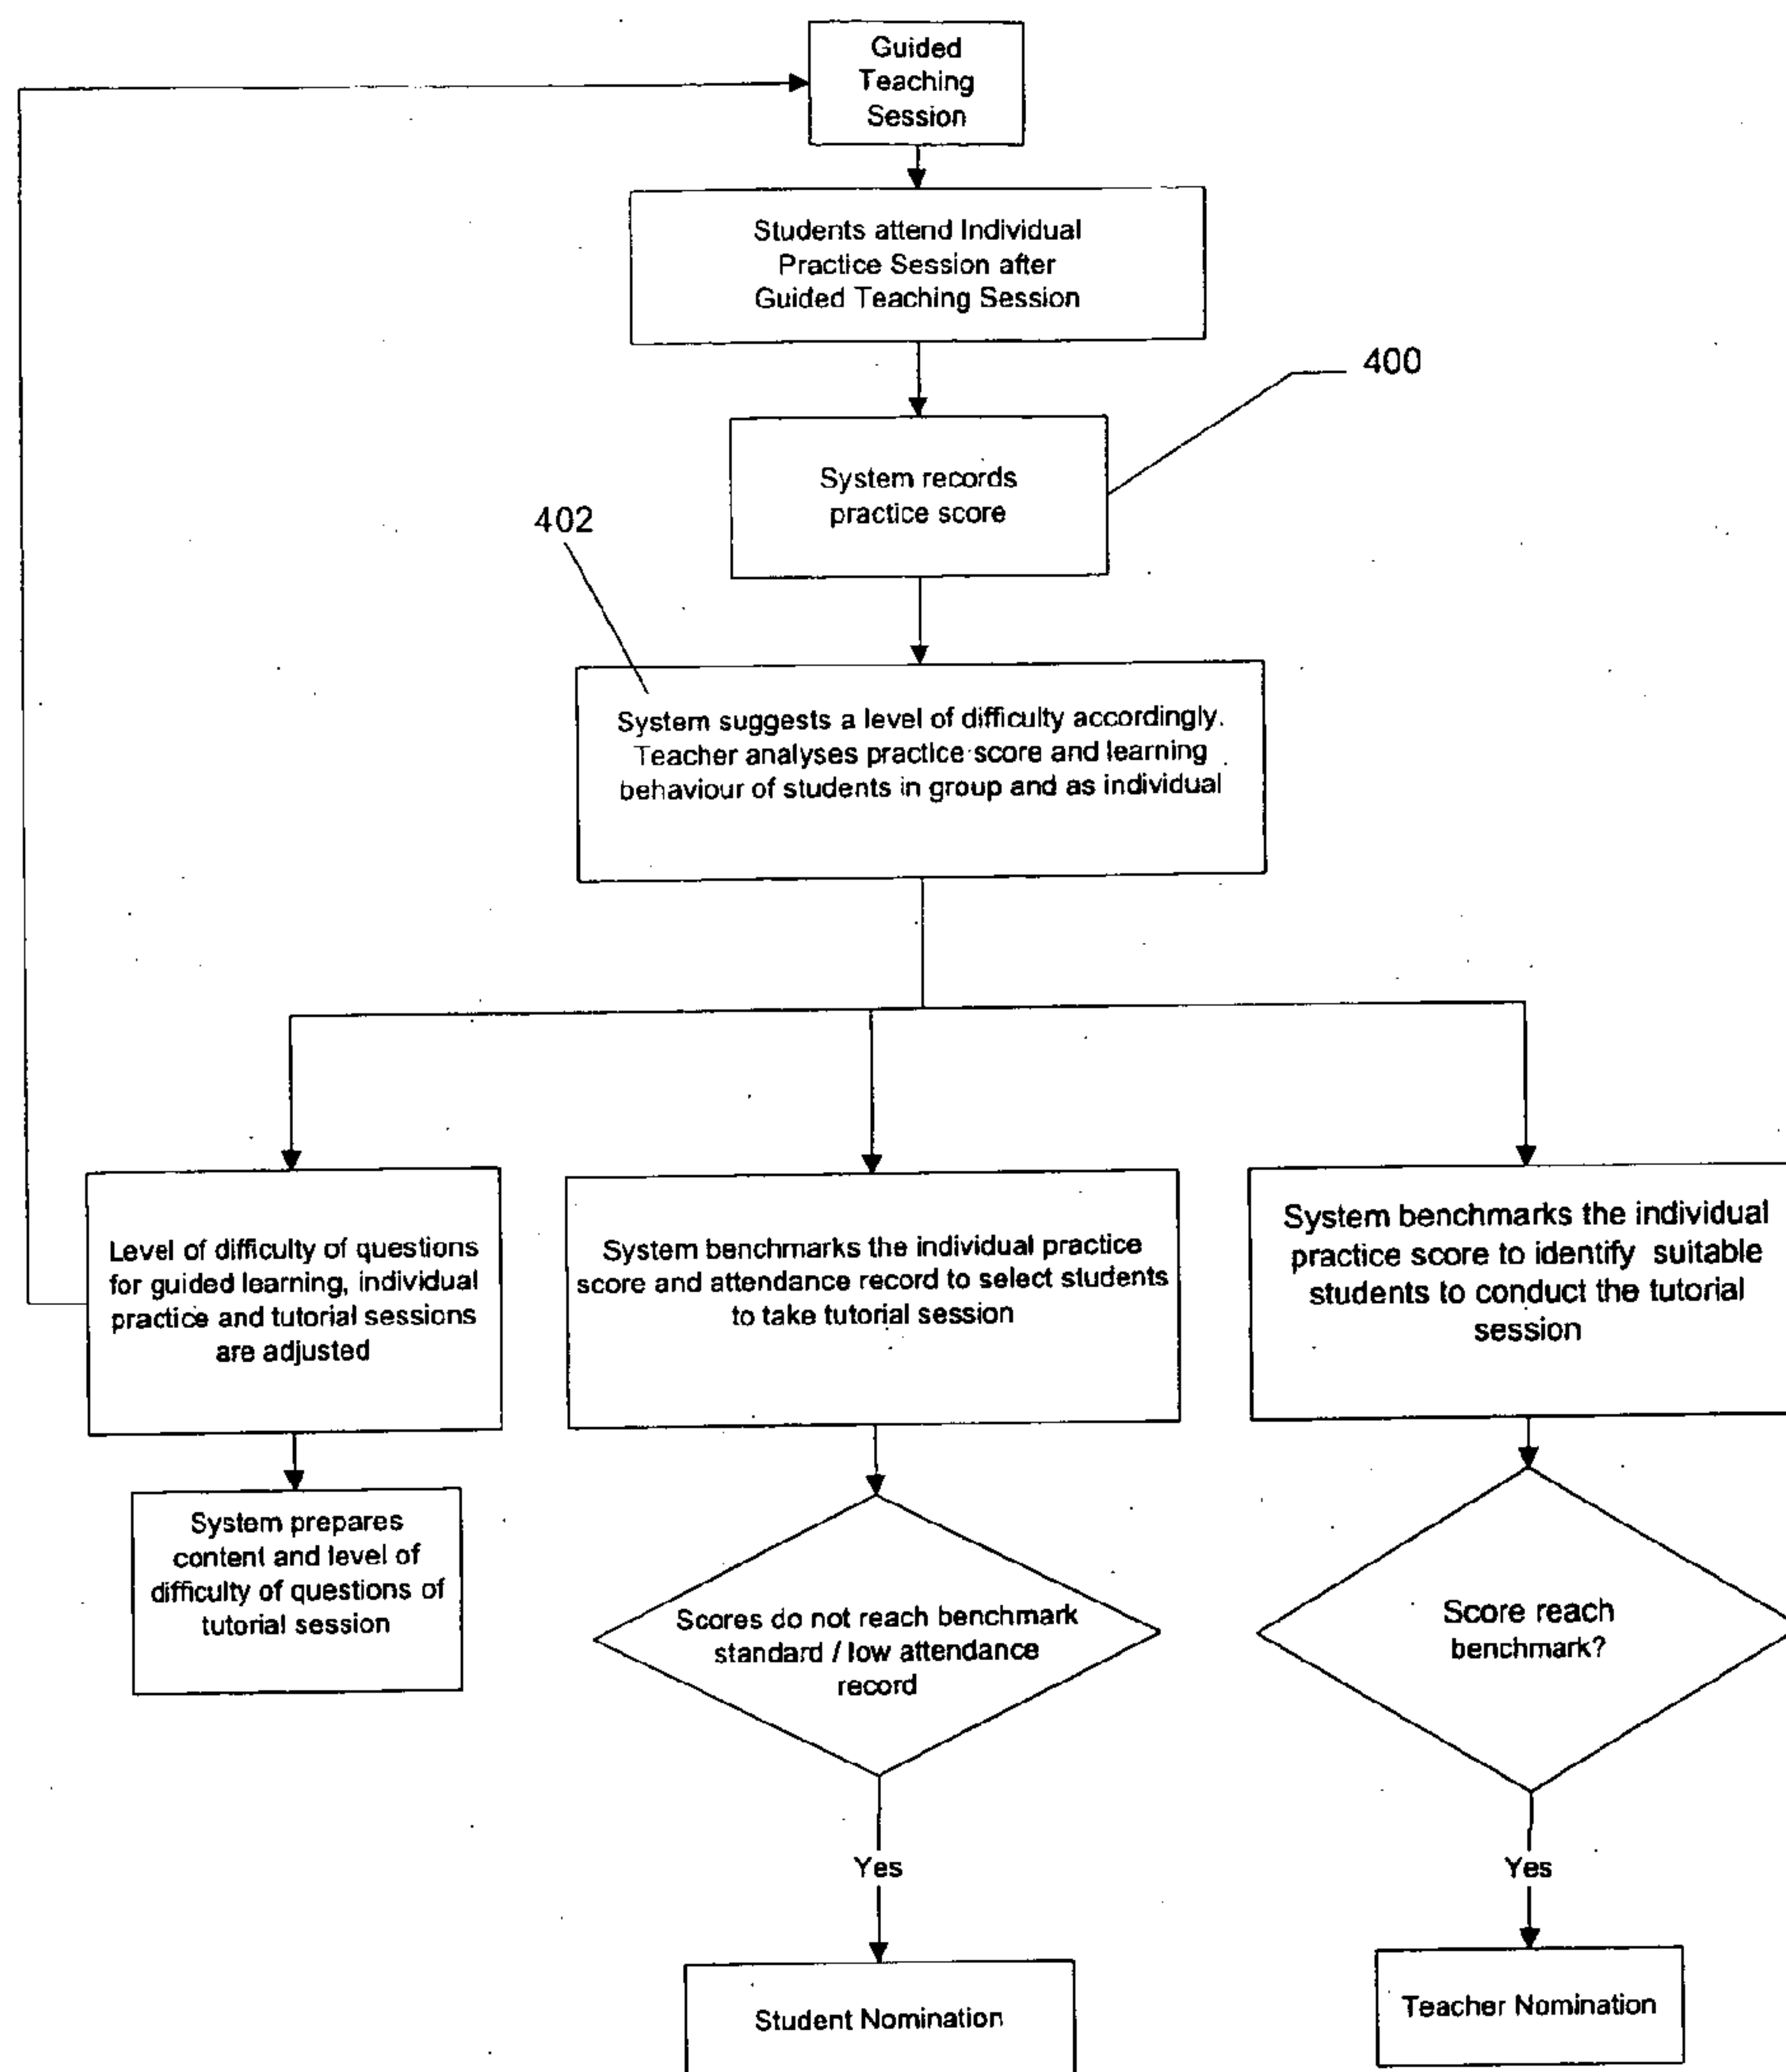 Guided
Teaching
Session
Students attend Individual
Practice Session after
Guided Teaching Session
400
System records
practice score
402
System suggests a level of difficulty accordingly.
Teacher analyses practice score and learning
behaviour of students in group and as individual
Level of difficulty of questions
for guided learning, individual
practice and tutorial sessions
are adjusted
System benchmarks the individual practice
score and attendance record to select students
to take tutorial session
System benchmarks the individual
practice score to identify suitable
students to conduct the tutorial
session
System prepares
content and level of
difficulty of questions of
tutorial session
Scores do not reach benchmark
standard / low attendance
record
Score reach
benchmark?
Yes
Yes
Student Nomination
Teacher Nomination